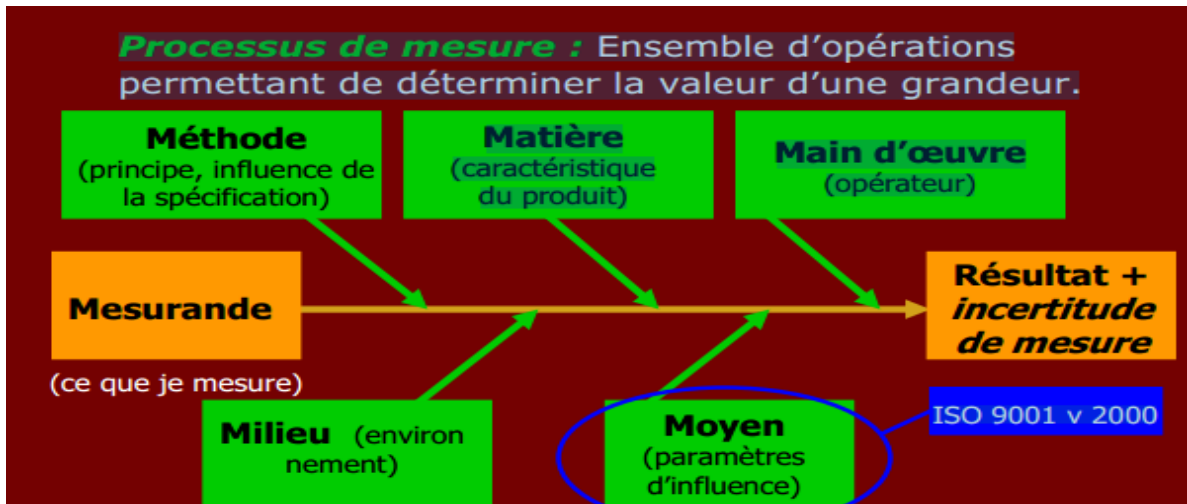 Processus de mesure : Ensemble d’opérations
permettant de déterminer la valeur d’une grandeur.
Méthode
(principe, influence de
la spécification)
Matière
(caractéristique
du produit)
Main d’œuvre
(opérateur)
Mesurande
Résultat +
incertitude
de mesure
(ce que je mesure)
Milieu (environ
nement)
Moyen
(paramètres
d’influence)
ISO 9001 v 2000